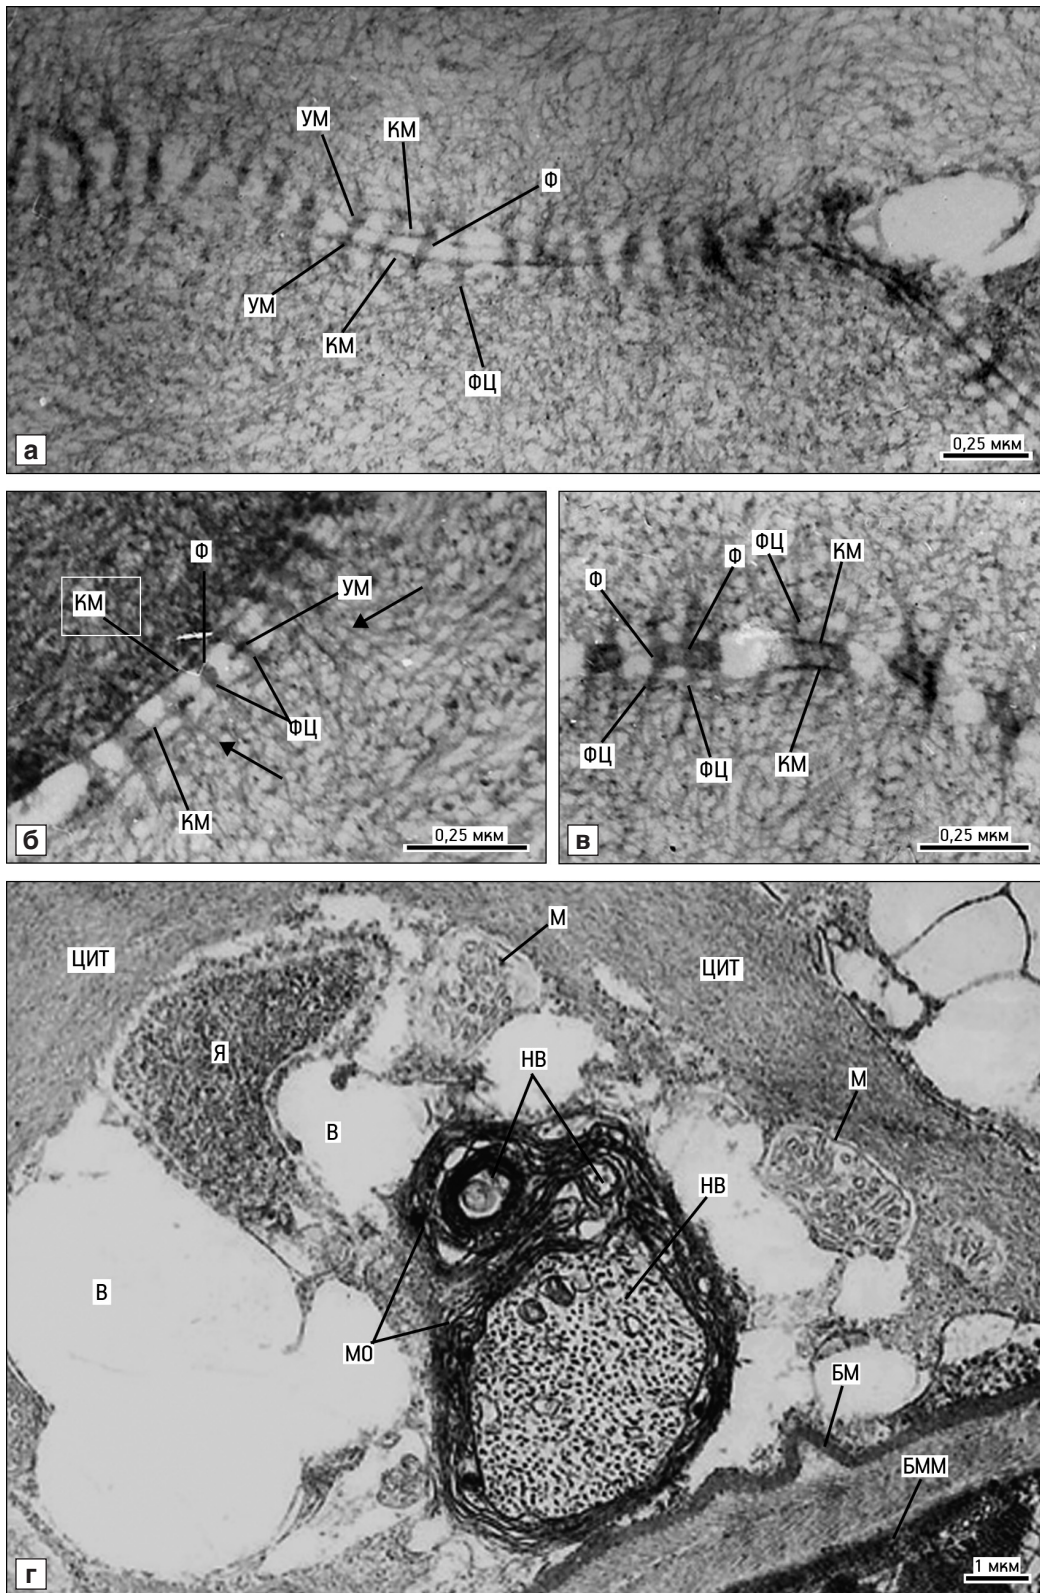 УМ
КМ
Ф
УМ
КМ
ФЦ
а
0,25 мкм
Ф
КМ
УМ
ФЦ
КМ
б
0,25 мкм
Ф
Ф
ФЦ
КМ
ФЦ
ФЦ
КМ
в
0,25 мкм
ЦИТ
М
ЦИТ
Я
НВ
М
В
НВ
В
МО
БМ
БММ
г
1 мкм